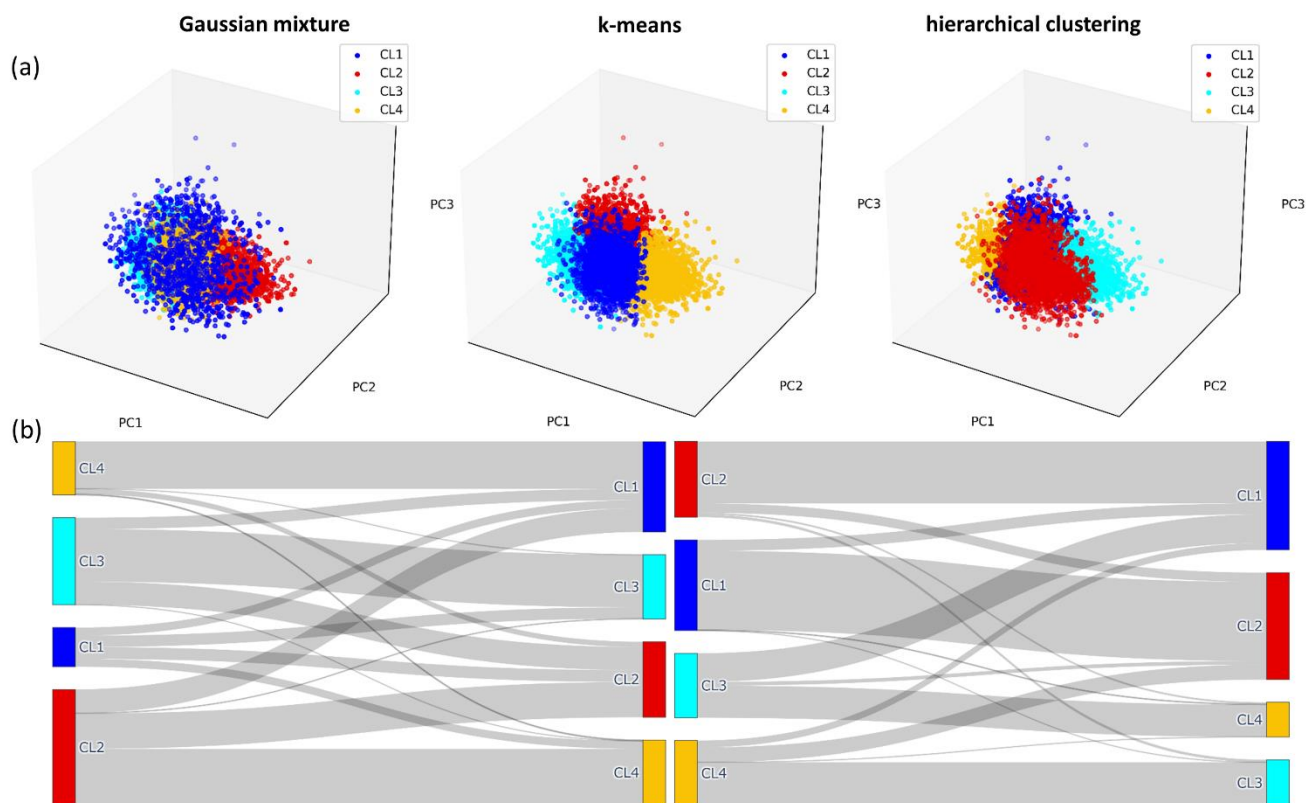 Gaussian mixture
k-means
hierarchical clustering
(a)
CL1
CL2
CL3
CL4
PC3
PC2
PC1
CL1
CL2
CL3
CL4
PC3
PC2
PC1
CL1
CL2
CL3
CL4
PC3
PC2
PC1
(b)
CL4
CL3
CL1
CL2
CL1
CL3
CL2
CL4
CL2
CL1
CL3
CL4
CL1
CL2
CL4
CL3